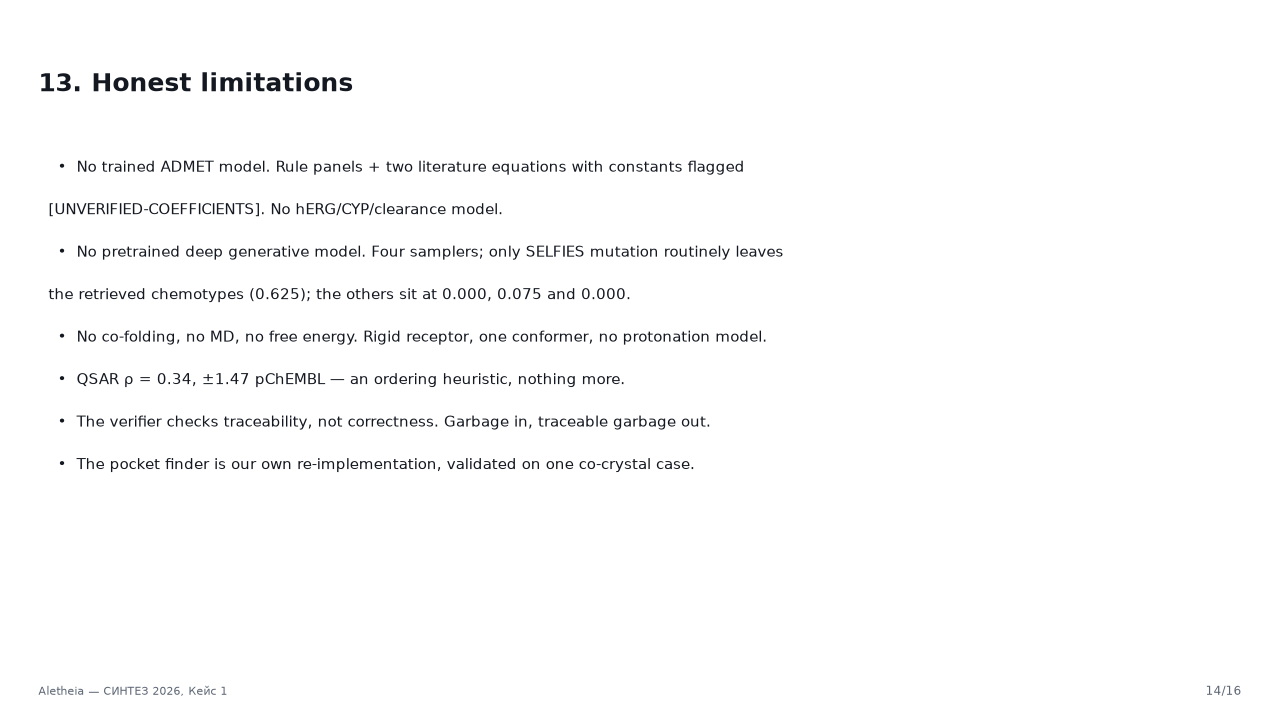 13. Honest limitations
• No trained ADMET model. Rule panels + two literature equations with constants flagged
[UNVERIFIED-COEFFICIENTS]. No hERG/CYP/clearance model.
• No pretrained deep generative model. Four samplers; only SELFIES mutation routinely leaves
the retrieved chemotypes (0.625); the others sit at 0.000, 0.075 and 0.000.
• No co-folding, no MD, no free energy. Rigid receptor, one conformer, no protonation model.
• QSAR ρ = 0.34, ±1.47 pChEMBL — an ordering heuristic, nothing more.
• The verifier checks traceability, not correctness. Garbage in, traceable garbage out.
• The pocket finder is our own re-implementation, validated on one co-crystal case.
Aletheia — СИНТЕЗ 2026, Кейс 1
14/16